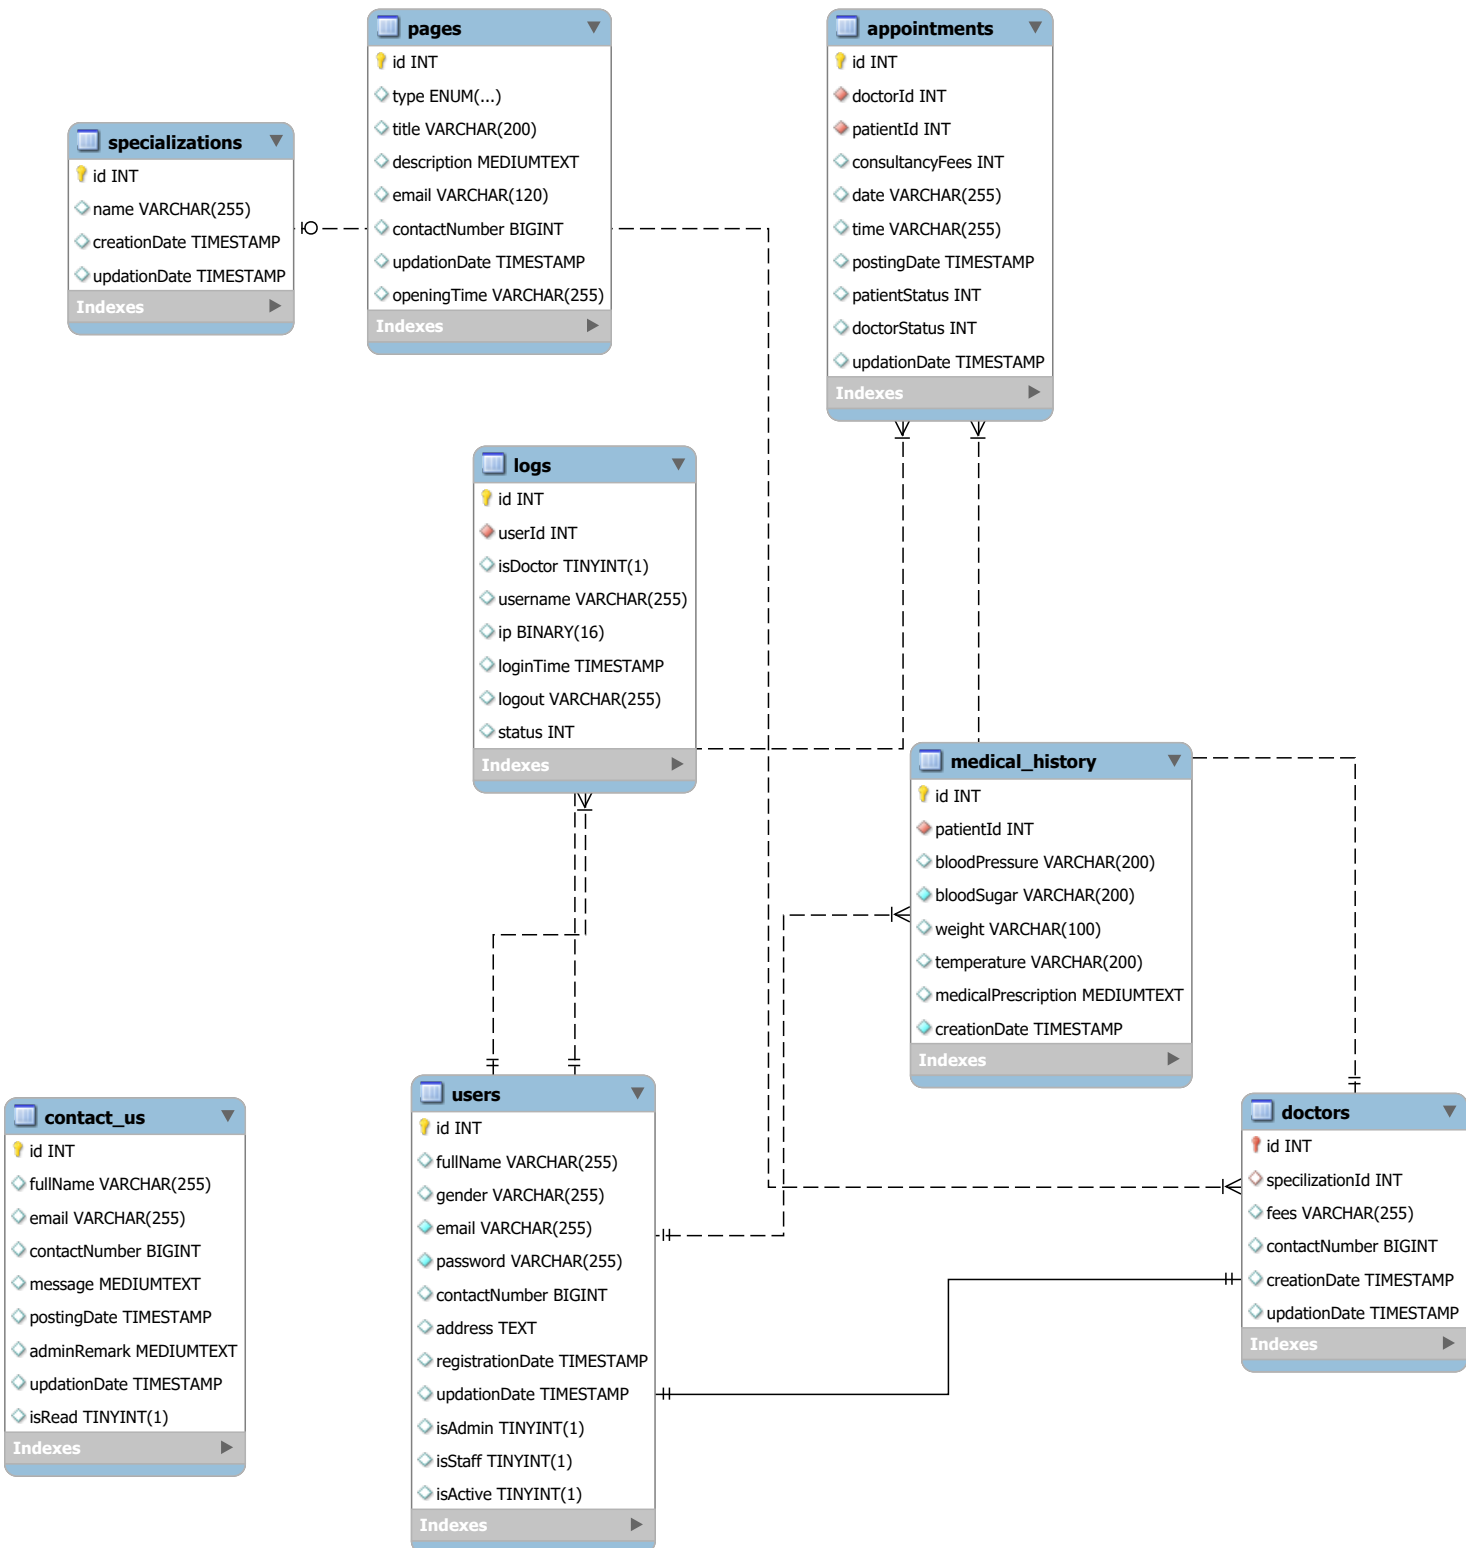 pages
id INT
type ENUM(...)
title VARCHAR(200)
description MEDIUMTEXT
email VARCHAR(120)
contactNumber BIGINT
updationDate TIMESTAMP
openingTime VARCHAR(255)
Indexes
appointments
id INT
doctorId INT
patientId INT
consultancyFees INT
date VARCHAR(255)
time VARCHAR(255)
postingDate TIMESTAMP
patientStatus INT
doctorStatus INT
updationDate TIMESTAMP
Indexes
specializations
id INT
name VARCHAR(255)
creationDate TIMESTAMP
updationDate TIMESTAMP
Indexes
logs
id INT
userId INT
isDoctor TINYINT(1)
username VARCHAR(255)
ip BINARY(16)
loginTime TIMESTAMP
logout VARCHAR(255)
status INT
Indexes
medical_history
id INT
patientId INT
bloodPressure VARCHAR(200)
bloodSugar VARCHAR(200)
weight VARCHAR(100)
temperature VARCHAR(200)
medicalPrescription MEDIUMTEXT
creationDate TIMESTAMP
Indexes
users
id INT
fullName VARCHAR(255)
gender VARCHAR(255)
email VARCHAR(255)
password VARCHAR(255)
contactNumber BIGINT
address TEXT
registrationDate TIMESTAMP
updationDate TIMESTAMP
isAdmin TINYINT(1)
isStaff TINYINT(1)
isActive TINYINT(1)
Indexes
doctors
id INT
specilizationId INT
fees VARCHAR(255)
contactNumber BIGINT
creationDate TIMESTAMP
updationDate TIMESTAMP
Indexes
contact_us
id INT
fullName VARCHAR(255)
email VARCHAR(255)
contactNumber BIGINT
message MEDIUMTEXT
postingDate TIMESTAMP
adminRemark MEDIUMTEXT
updationDate TIMESTAMP
isRead TINYINT(1)
Indexes